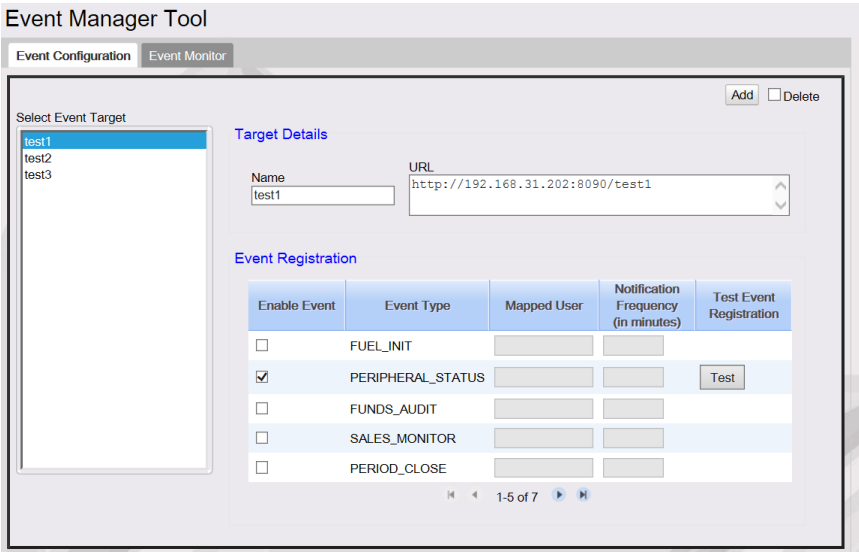 Event Manager Tool
Event Configuration Event Monitor
Add Delete
Select Event Target
test1
test2
test3
Target Details
Name
test1
URL
http://192.168.31.202:8090/test1
Event Registration
Enable Event Event Type Mapped User Notification Frequency (in minutes) Test Event Registration
FUEL_INIT
PERIPHERAL_STATUS Test
FUNDS_AUDIT
SALES_MONITOR
PERIOD_CLOSE
1-5 of 7